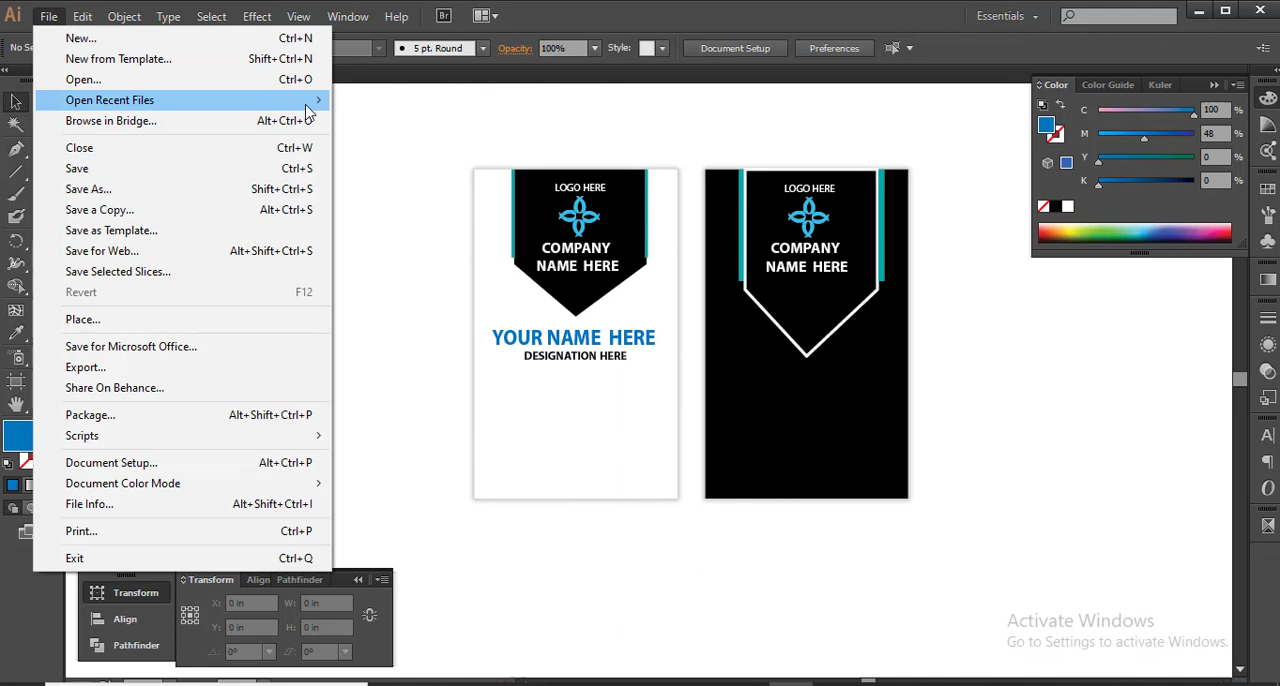 Ai File Edit Object Type Select Effect View Window Help Br Essentials
No Se 5 pt. Round Opacity: 100% Style: Document Setup Preferences
New... Ctrl+N
New from Template... Shift+Ctrl+N
Open... Ctrl+O
Open Recent Files
Browse in Bridge... Alt+Ctrl+O
Close Ctrl+W
Save Ctrl+S
Save As... Shift+Ctrl+S
Save a Copy... Alt+Ctrl+S
Save as Template...
Save for Web... Alt+Shift+Ctrl+S
Save Selected Slices...
Revert F12
Place...
Save for Microsoft Office...
Export...
Share On Behance...
Package... Alt+Shift+Ctrl+P
Scripts
Document Setup... Alt+Ctrl+P
Document Color Mode
File Info... Alt+Shift+Ctrl+I
Print... Ctrl+P
Exit Ctrl+Q
LOGO HERE
COMPANY
NAME HERE
YOUR NAME HERE
DESIGNATION HERE
LOGO HERE
COMPANY
NAME HERE
Color Color Guide Kuler
C 100 %
M 48 %
Y 0 %
K 0 %
Transform
Align
Pathfinder
Transform Align Pathfinder
X: 0 in W: 0 in
Y: 0 in H: 0 in
0° 0°
Activate Windows
Go to Settings to activate Windows.